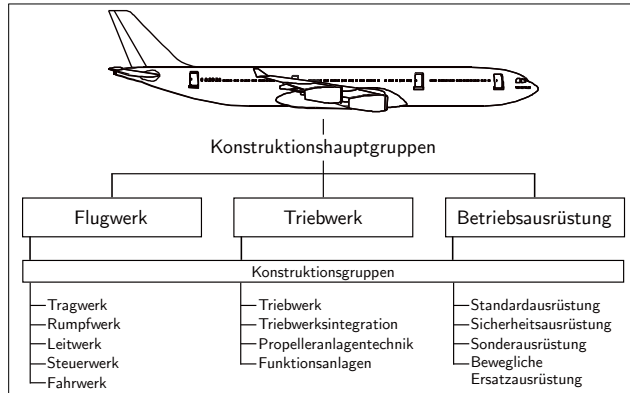 Konstruktionshauptgruppen
Flugwerk
Triebwerk
Betriebsausrüstung
Konstruktionsgruppen
Tragwerk
Rumpfwerk
Leitwerk
Steuerwerk
Fahrwerk
Triebwerk
Triebwerksintegration
Propelleranlagentechnik
Funktionsanlagen
Standardausrüstung
Sicherheitsausrüstung
Sonderausrüstung
Bewegliche
Ersatzausrüstung